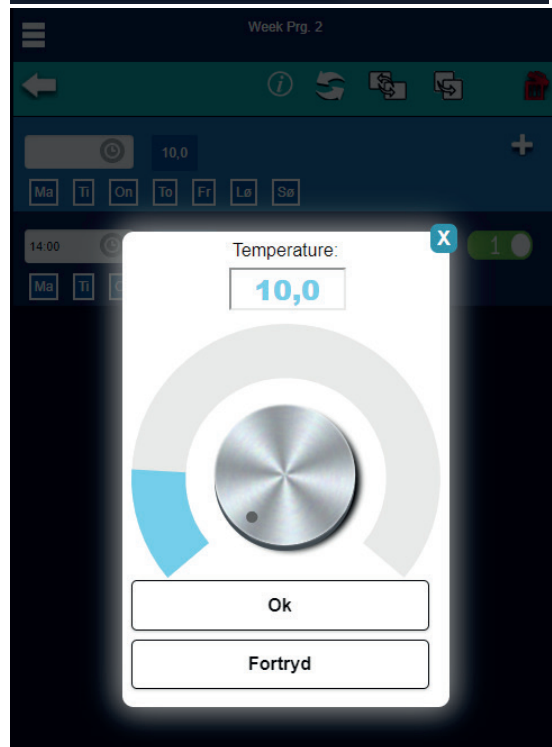 Week Prg. 2
i
10,0
Ma Ti On To Fr Lø Sø
14:00
1
Ma Ti
X
Temperature:
10,0
Ok
Fortryd